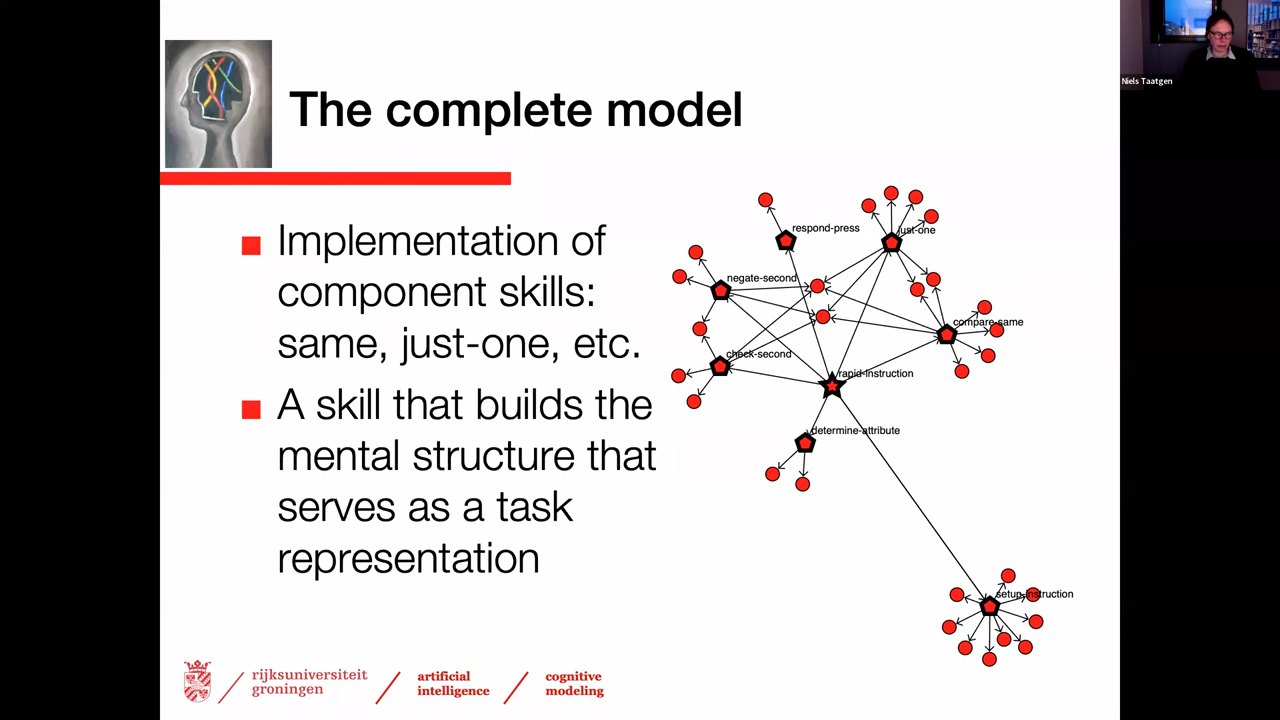 Niels Taatgen
The complete model
Implementation of
component skills:
same, just-one, etc.
A skill that builds the
mental structure that
serves as a task
representation
respond-press
just-one
negate-second
compare-same
check-second
rapid-instruction
determine-attribute
setup-instruction
rijksuniversiteit
groningen
artificial
intelligence
cognitive
modeling